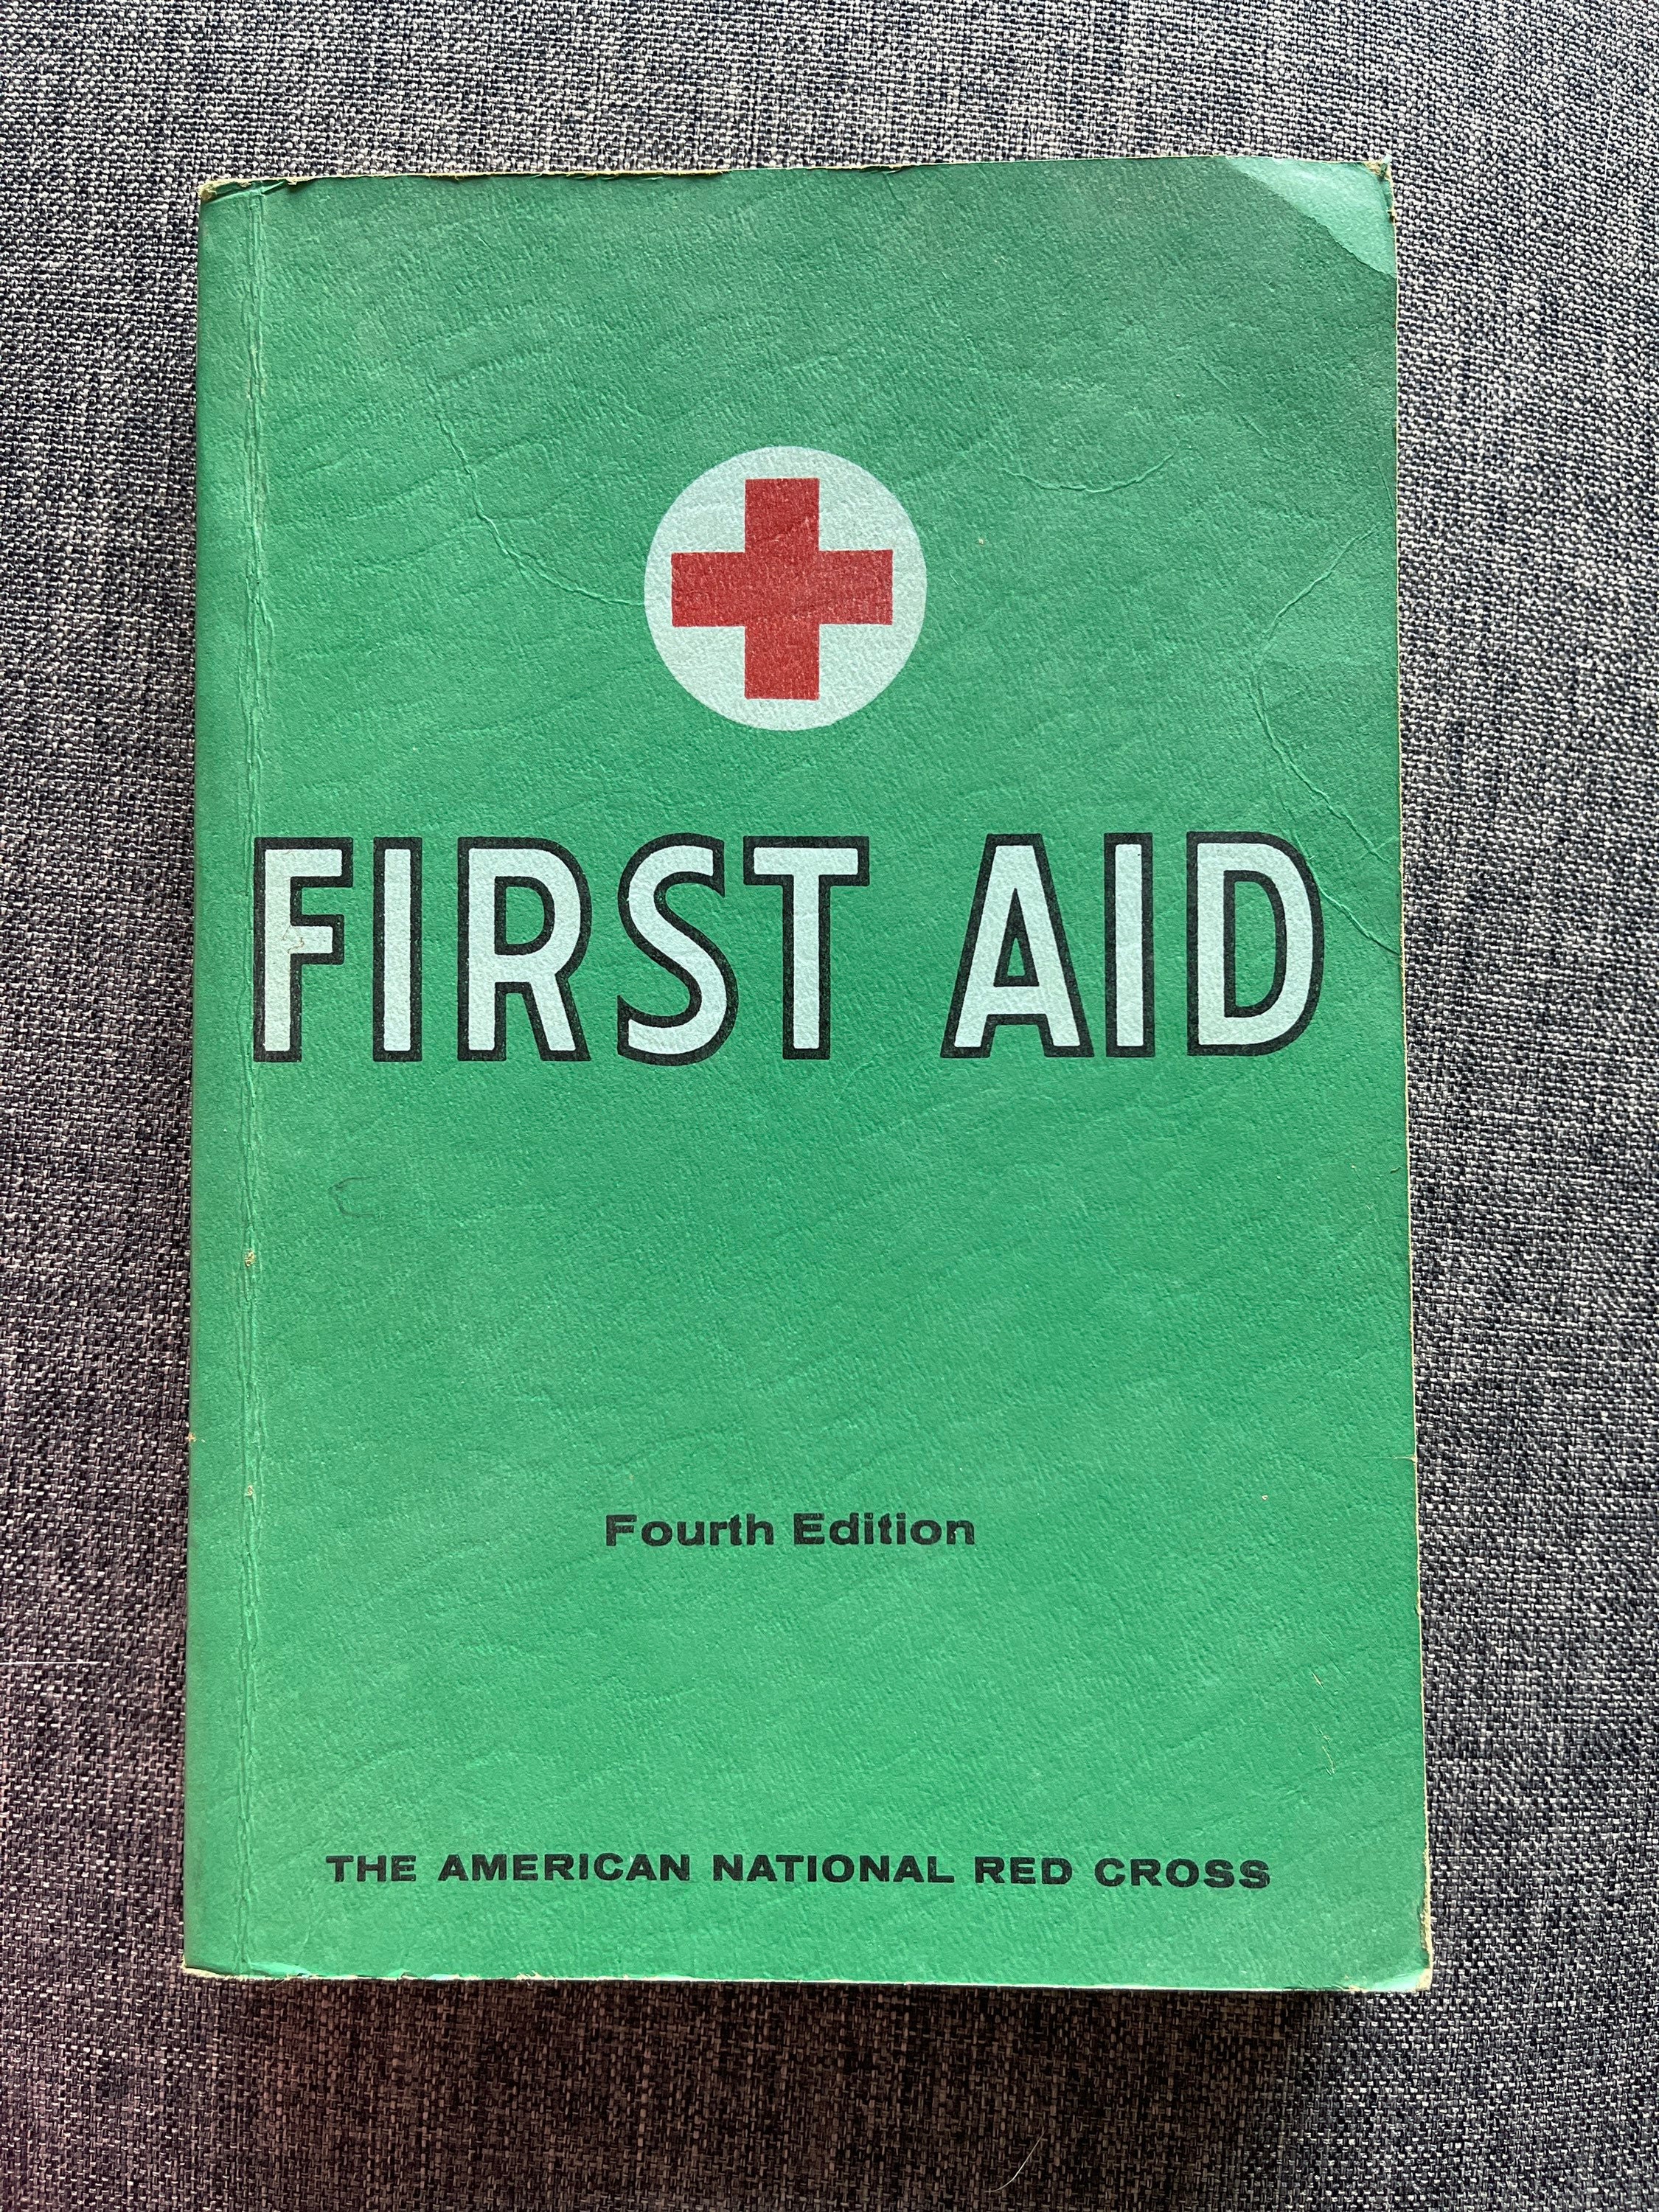 FIRST AID
Fourth Edition
THE AMERICAN NATIONAL RED CROSS